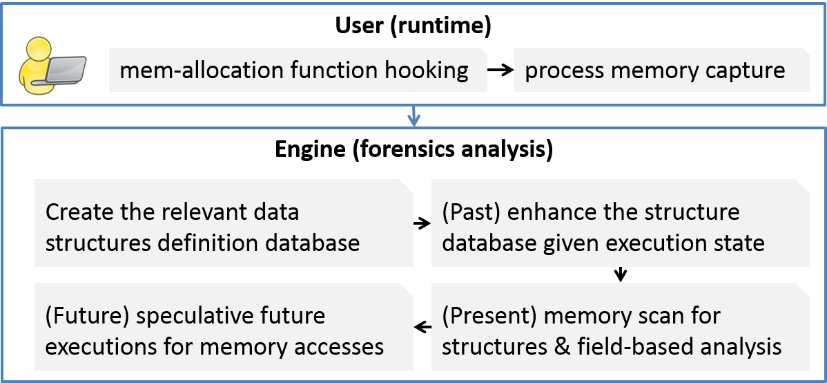 User (runtime)
mem-allocation function hooking
process memory capture
Engine (forensics analysis)
Create the relevant data
structures definition database
(Past) enhance the structure
database given execution state
(Present) memory scan for
structures & field-based analysis
(Future) speculative future
executions for memory accesses